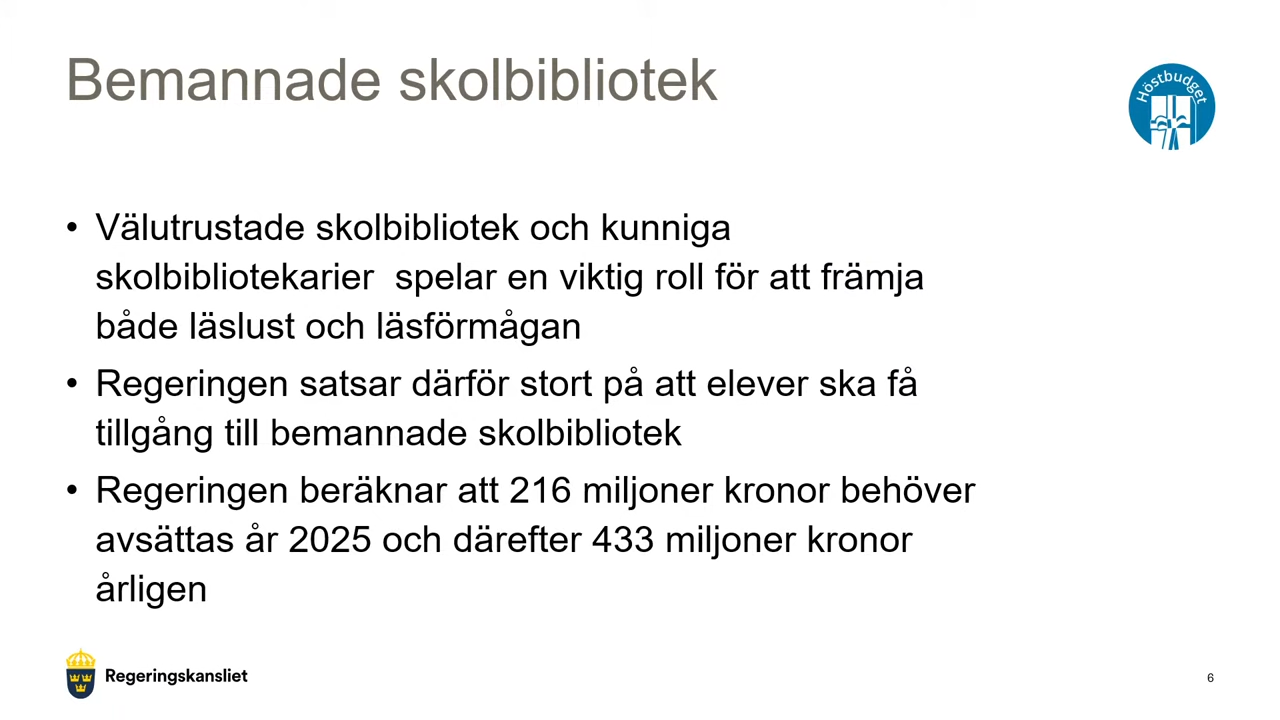 Bemannade skolbibliotek
Höstbudget
• Välutrustade skolbibliotek och kunniga
skolbibliotekarier  spelar en viktig roll för att främja
både läslust och läsförmågan
• Regeringen satsar därför stort på att elever ska få
tillgång till bemannade skolbibliotek
• Regeringen beräknar att 216 miljoner kronor behöver
avsättas år 2025 och därefter 433 miljoner kronor
årligen
Regeringskansliet
6